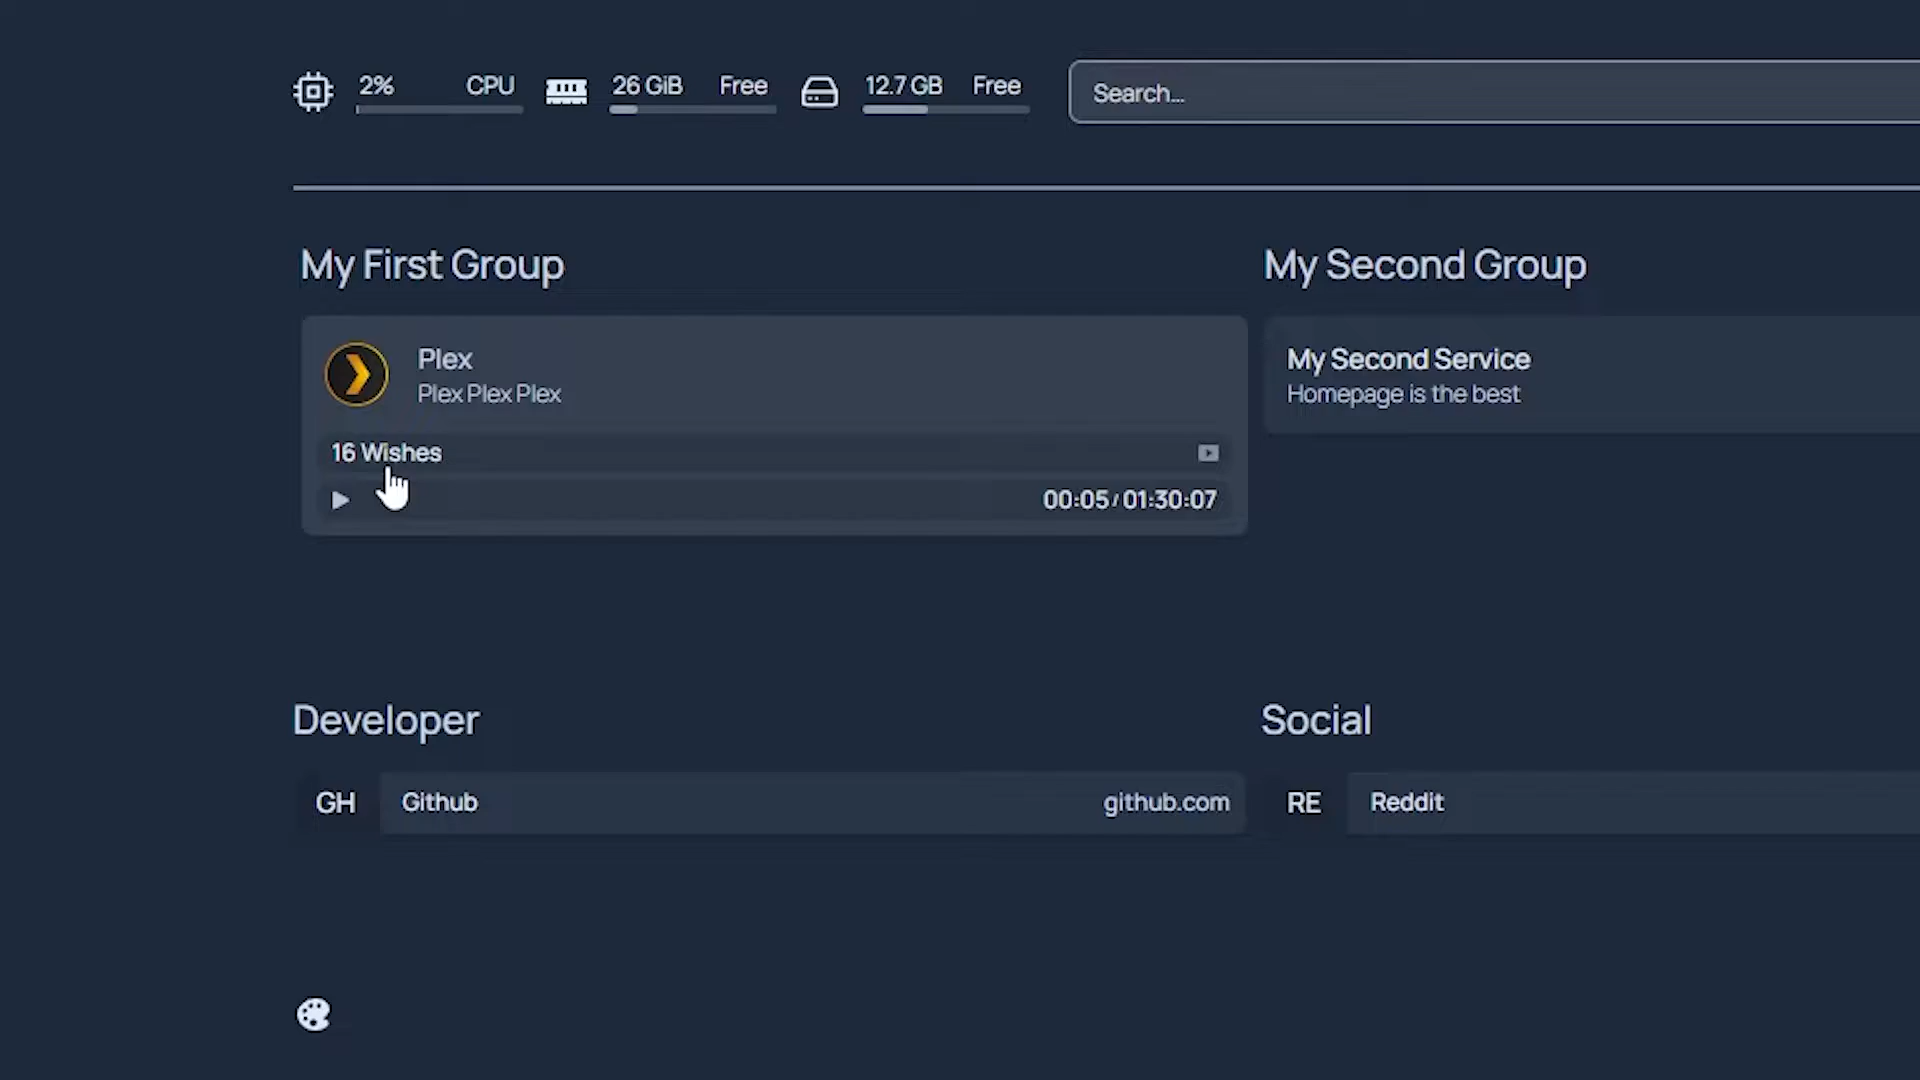 2% CPU 26 GiB Free 12.7 GB Free Search...
My First Group
Plex
Plex Plex Plex
16 Wishes
00:05/01:30:07
My Second Group
My Second Service
Homepage is the best
Developer
GH Github github.com
Social
RE Reddit